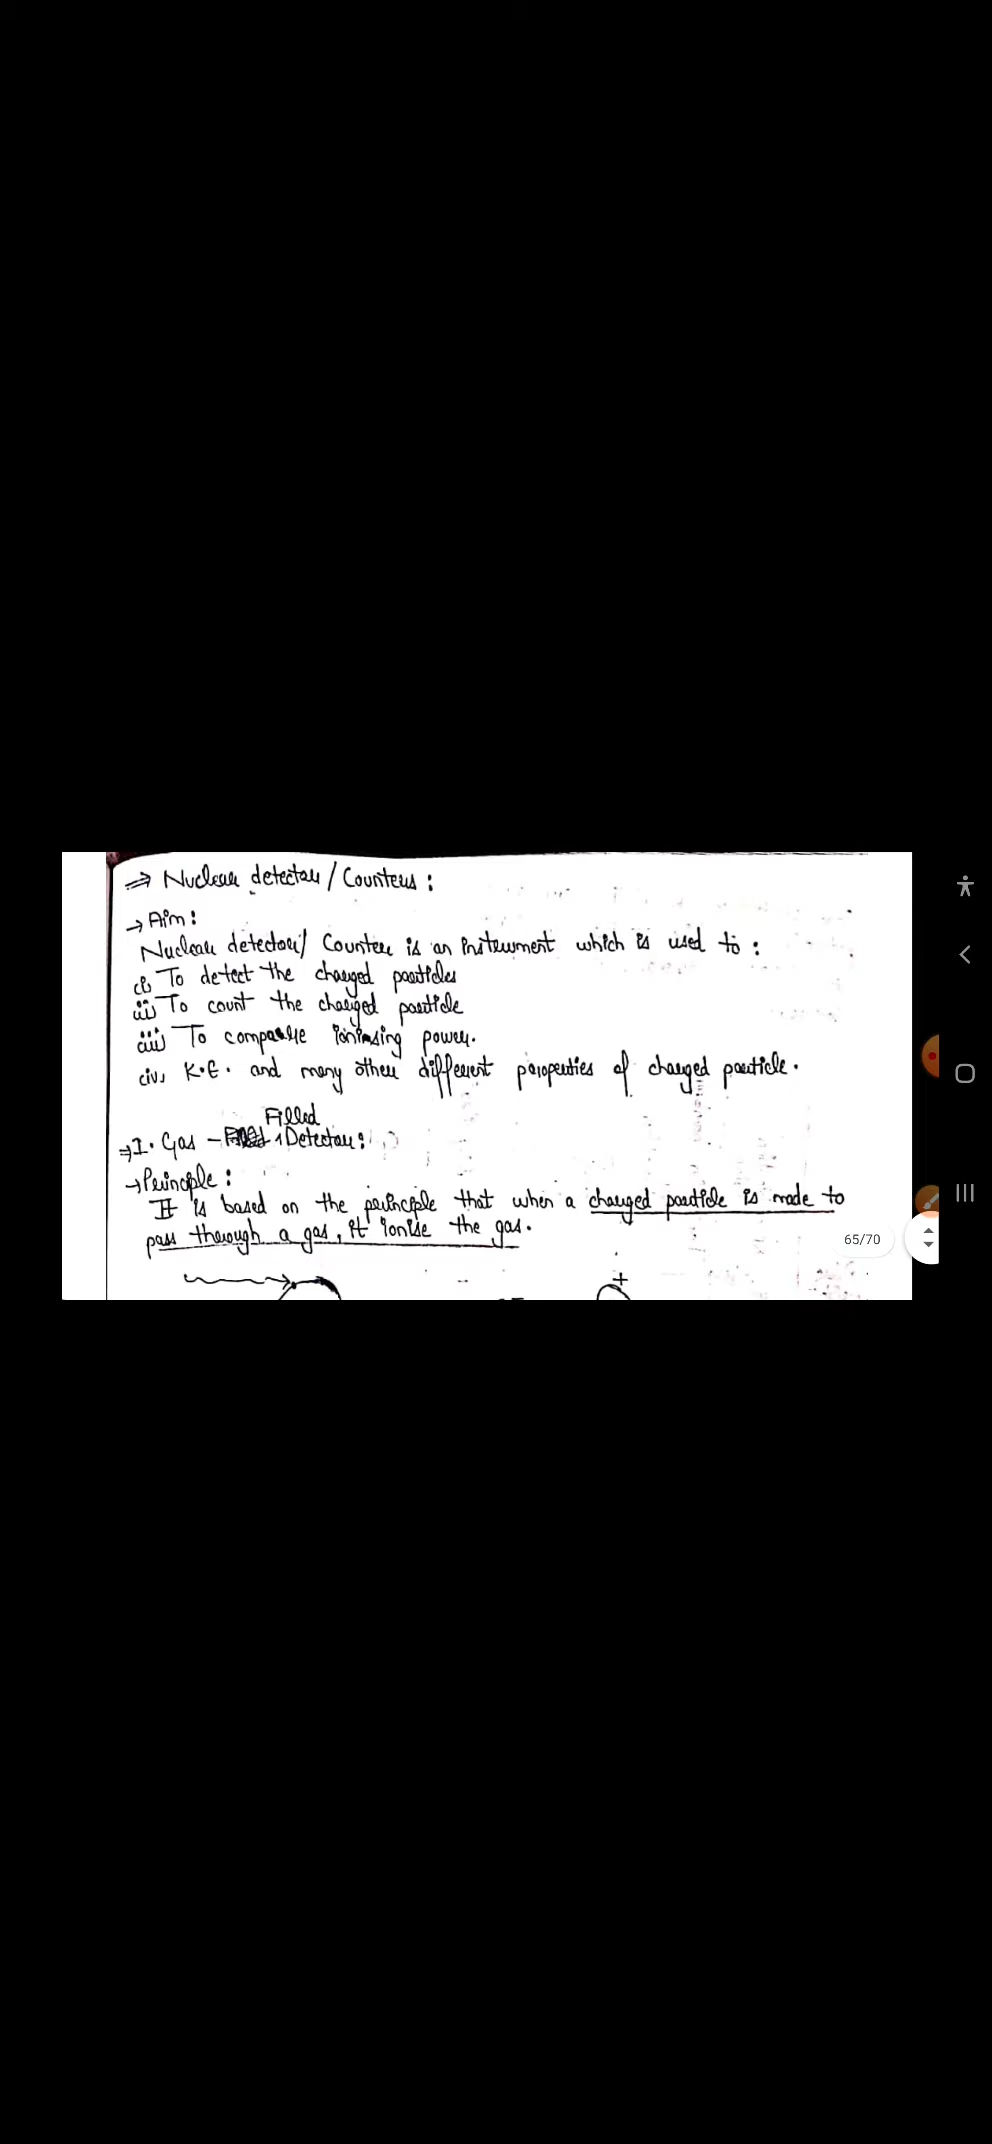 ⇒ Nuclear detector / Counters :
→ Aim :
Nuclear detector/ Counter is an instrument which is used to :
(i) To detect the charged particles
(ii) To count the charged particle
(iii) To compare ionising power.
(iv) K.E. and many other different properties of charged particle.
Filled
⇒ I. Gas - Detector :
→ Principle :
It is based on the principle that when a charged particle is made to
pass through a gas, it ionise the gas.
65/70
+